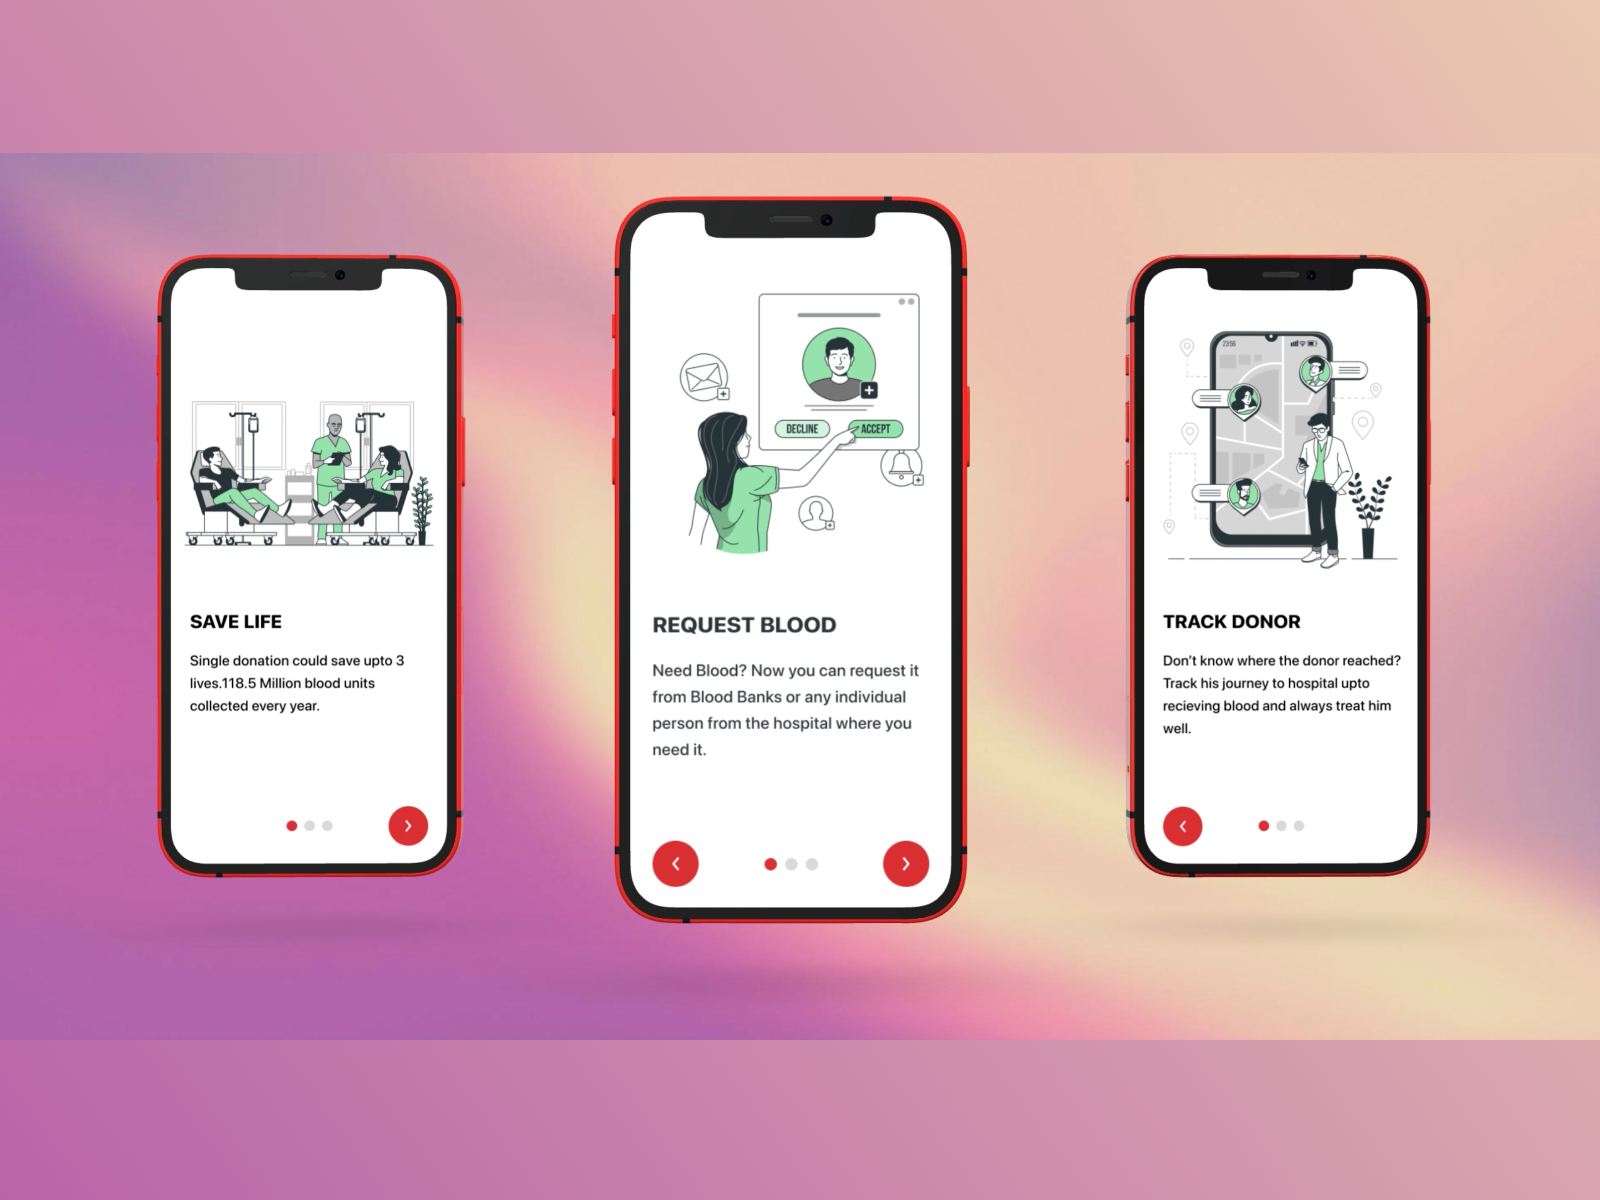 SAVE LIFE
Single donation could save upto 3
lives.118.5 Million blood units
collected every year.
DECLINE
ACCEPT
REQUEST BLOOD
Need Blood? Now you can request it
from Blood Banks or any individual
person from the hospital where you
need it.
23:56
TRACK DONOR
Don’t know where the donor reached?
Track his journey to hospital upto
recieving blood and always treat him
well.